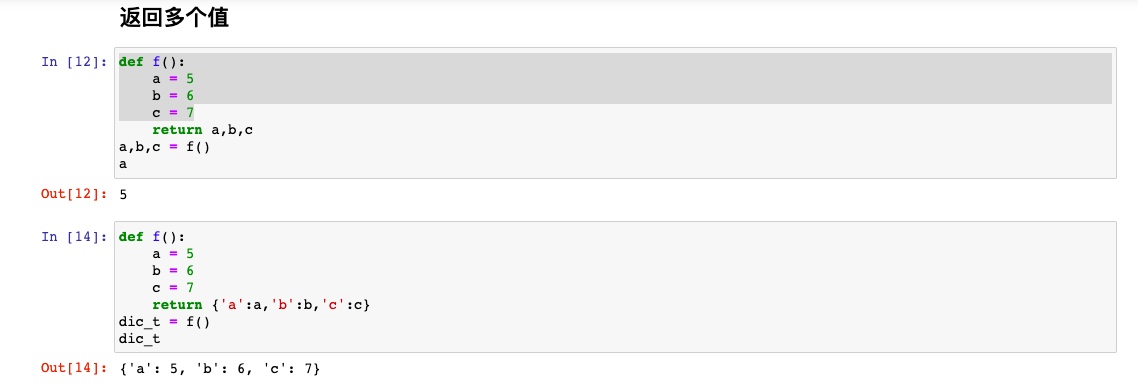 返回多个值
In [12]: def f():
    a = 5
    b = 6
    c = 7
    return a,b,c
a,b,c = f()
a
Out[12]: 5
In [14]: def f():
    a = 5
    b = 6
    c = 7
    return {'a':a,'b':b,'c':c}
dic_t = f()
dic_t
Out[14]: {'a': 5, 'b': 6, 'c': 7}